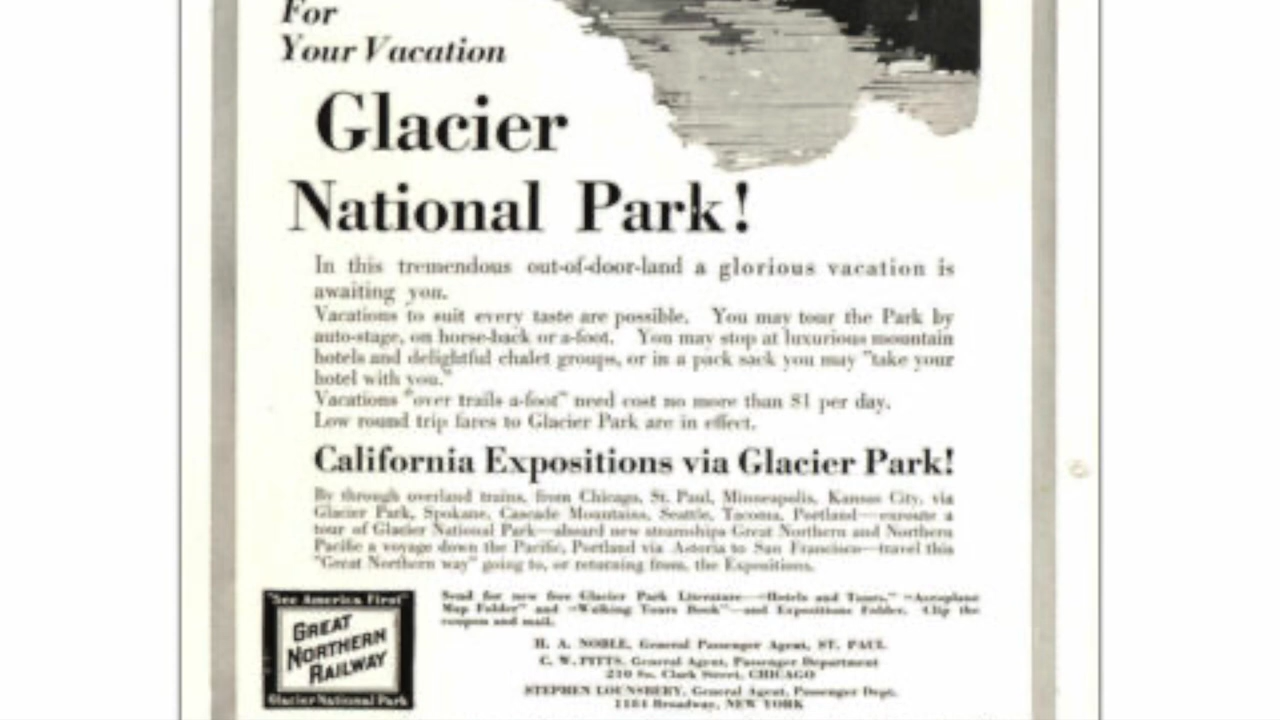 For
Your Vacation
Glacier
National Park!
In this tremendous out-of-door-land a glorious vacation is
awaiting you.
Vacations to suit every taste are possible. You may tour the Park by
auto-stage, on horse-back or a-foot. You may stop at luxurious mountain
hotels and delightful chalet groups, or in a pack sack you may "take your
hotel with you."
Vacations "over trails a-foot" need cost no more than $1 per day.
Low round trip fares to Glacier Park are in effect.
California Expositions via Glacier Park!
By through overland trains, from Chicago, St. Paul, Minneapolis, Kansas City, via
Glacier Park, Spokane, Cascade Mountains, Seattle, Tacoma, Portland—enroute a
tour of Glacier National Park—aboard new steamships Great Northern and Northern
Pacific a voyage down the Pacific, Portland via Astoria to San Francisco—travel this
"Great Northern way" going to, or returning from, the Expositions.
"See America First"
GREAT
NORTHERN
RAILWAY
Glacier National Park
Send for new free Glacier Park Literature—"Hotels and Tours," "Aeroplane
Map Folder" and "Walking Tours Book"—and Expositions Folder. Clip the
coupon and mail.
H. A. NOBLE, General Passenger Agent, ST. PAUL
C. W. PITTS, General Agent, Passenger Department
210 So. Clark Street, CHICAGO
STEPHEN LOUNSBERY, General Agent, Passenger Dept.
1184 Broadway, NEW YORK